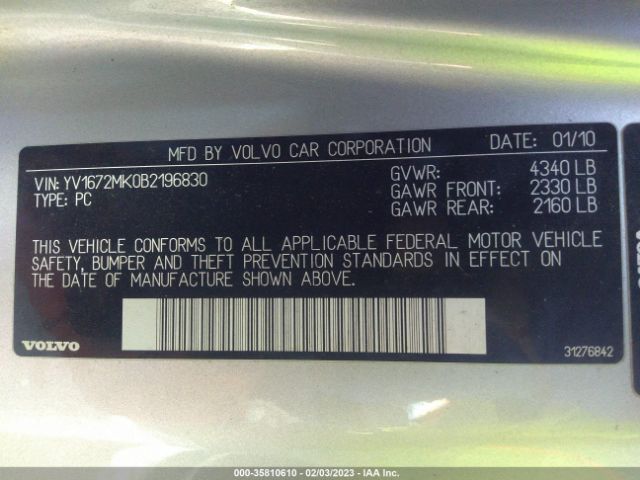 MFD BY VOLVO CAR CORPORATION DATE: 01/10
VIN: YV1672MK0B2196830 GVWR: 4340 LB
TYPE: PC GAWR FRONT: 2330 LB
GAWR REAR: 2160 LB
THIS VEHICLE CONFORMS TO ALL APPLICABLE FEDERAL MOTOR VEHICLE
SAFETY, BUMPER AND THEFT PREVENTION STANDARDS IN EFFECT ON
THE DATE OF MANUFACTURE SHOWN ABOVE.
VOLVO
31276842
000-35810610 - 02/03/2023 - IAA Inc.